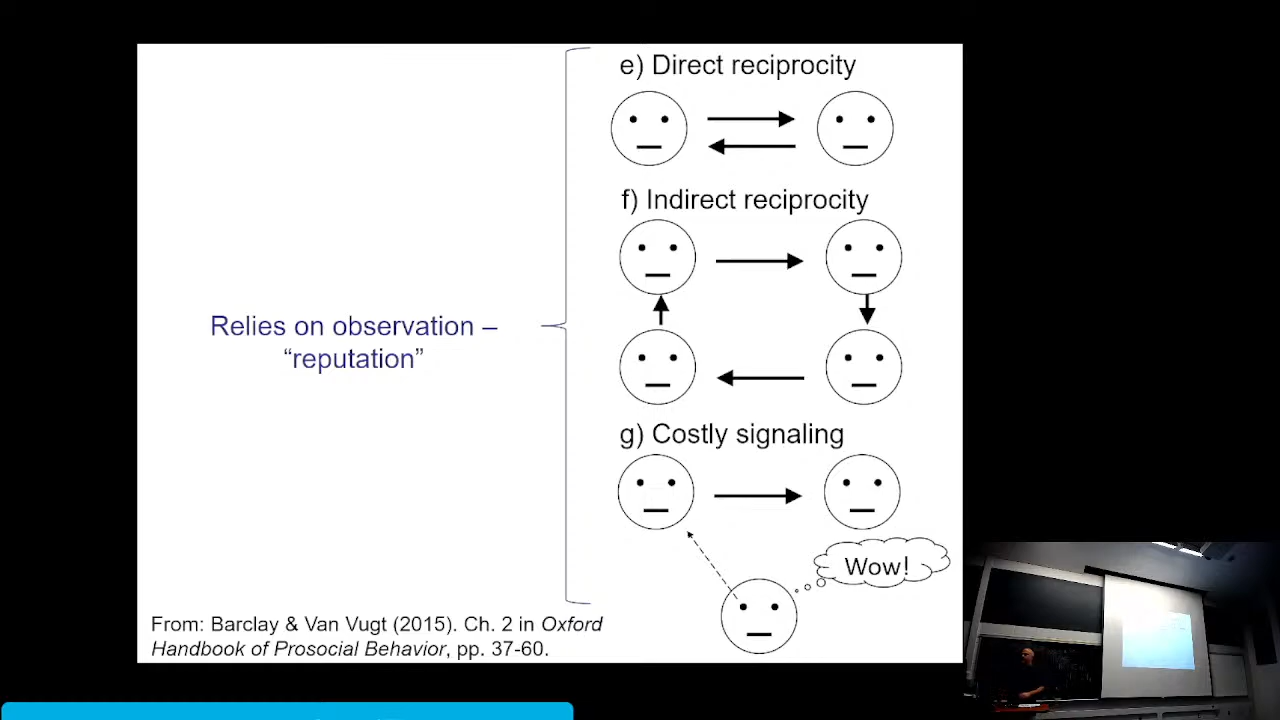 e) Direct reciprocity
f) Indirect reciprocity
Relies on observation –
“reputation”
g) Costly signaling
Wow!
From: Barclay & Van Vugt (2015). Ch. 2 in Oxford
Handbook of Prosocial Behavior, pp. 37-60.